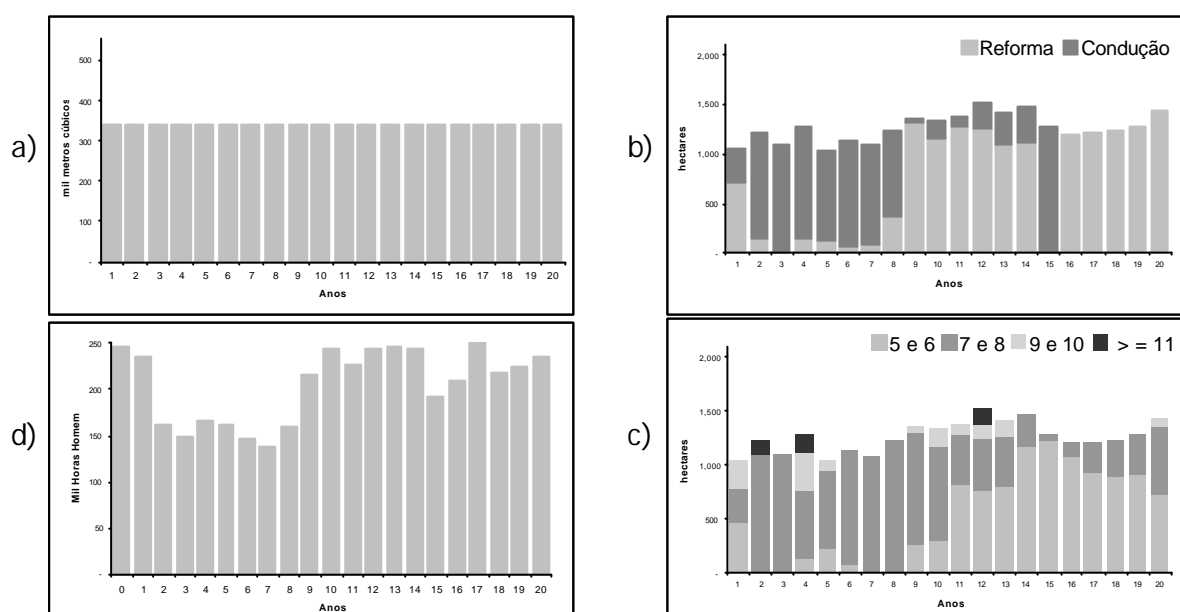 a)
500
400
300
200
100
-
mil metros cúbicos
1 2 3 4 5 6 7 8 9 10 11 12 13 14 15 16 17 18 19 20
Anos
b)
Reforma Condução
2,000
1,500
1,000
500
-
hectares
1 2 3 4 5 6 7 8 9 10 11 12 13 14 15 16 17 18 19 20
Anos
d)
250
200
150
100
50
-
Mil Horas Homem
0 1 2 3 4 5 6 7 8 9 10 11 12 13 14 15 16 17 18 19 20
Anos
c)
5 e 6 7 e 8 9 e 10 > = 11
2,000
1,500
1,000
500
-
hectares
1 2 3 4 5 6 7 8 9 10 11 12 13 14 15 16 17 18 19 20
Anos